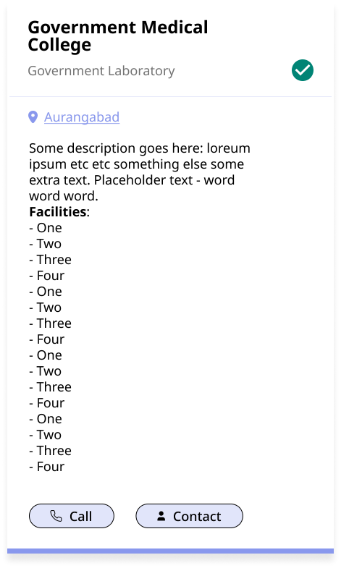 Government Medical
College
Government Laboratory
Aurangabad
Some description goes here: loreum
ipsum etc etc something else some
extra text. Placeholder text - word
word word.
Facilities:
- One
- Two
- Three
- Four
- One
- Two
- Three
- Four
- One
- Two
- Three
- Four
- One
- Two
- Three
- Four
Call
Contact